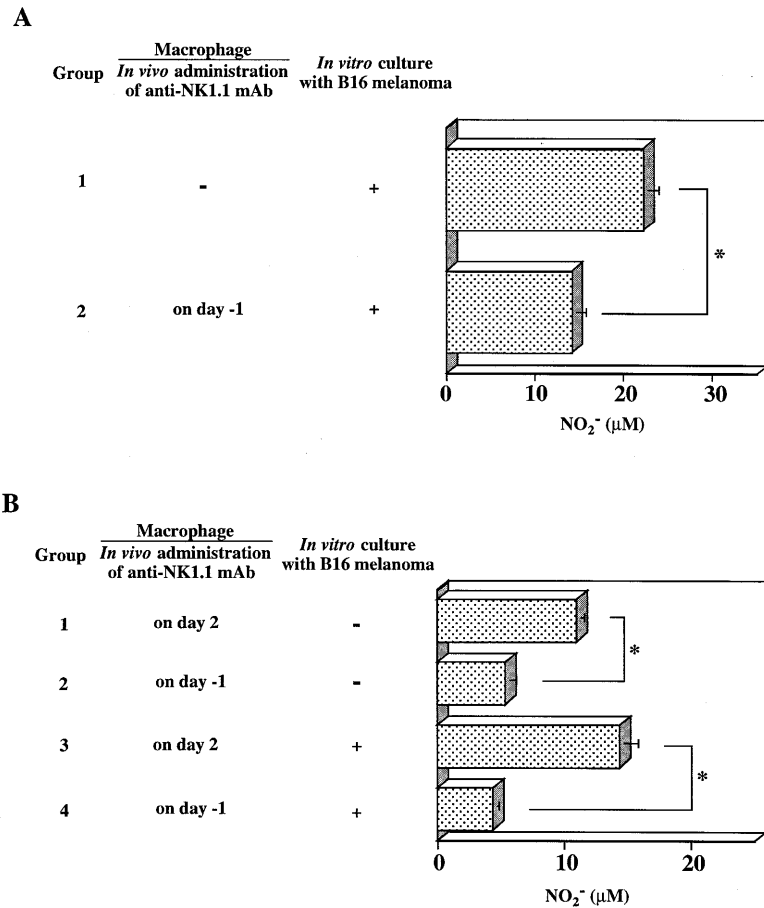 A
Group
Macrophage
In vivo administration
of anti-NK1.1 mAb
In vitro culture
with B16 melanoma
1 - +
*
2 on day -1 +
0 10 20 30
NO2- (μM)
B
Group
Macrophage
In vivo administration
of anti-NK1.1 mAb
In vitro culture
with B16 melanoma
1 on day 2 -
*
2 on day -1 -
3 on day 2 +
*
4 on day -1 +
0 10 20
NO2- (μM)